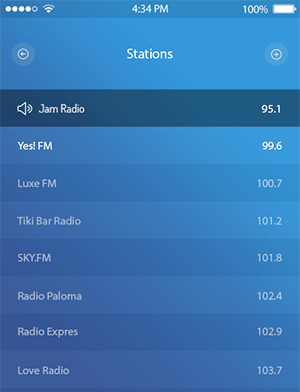 4:34 PM 100%
Stations
Jam Radio 95.1
Yes! FM 99.6
Luxe FM 100.7
Tiki Bar Radio 101.2
SKY.FM 101.8
Radio Paloma 102.4
Radio Expres 102.9
Love Radio 103.7